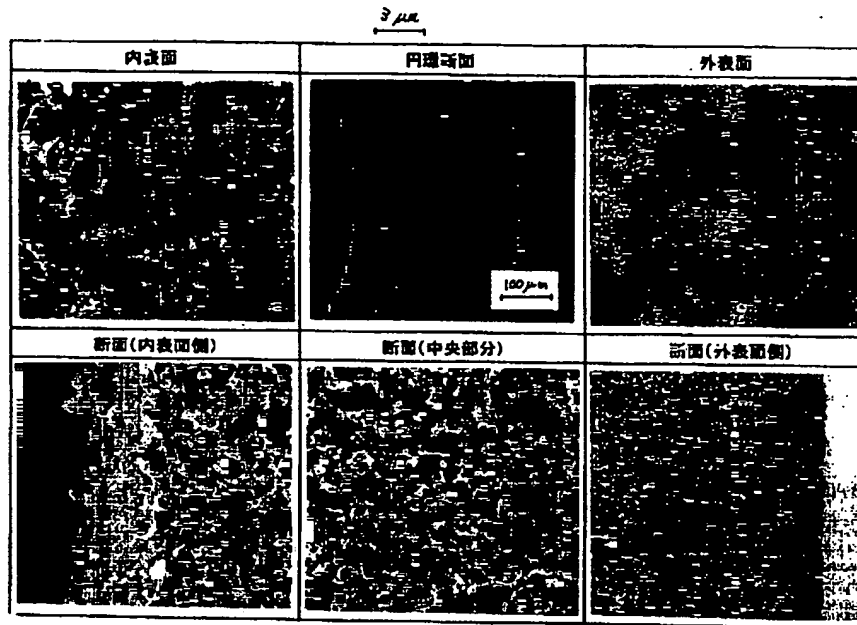 3 μm
内表面
円環断面
外表面
100 μm
断面(内表面側)
断面(中央部分)
断面(外表面側)